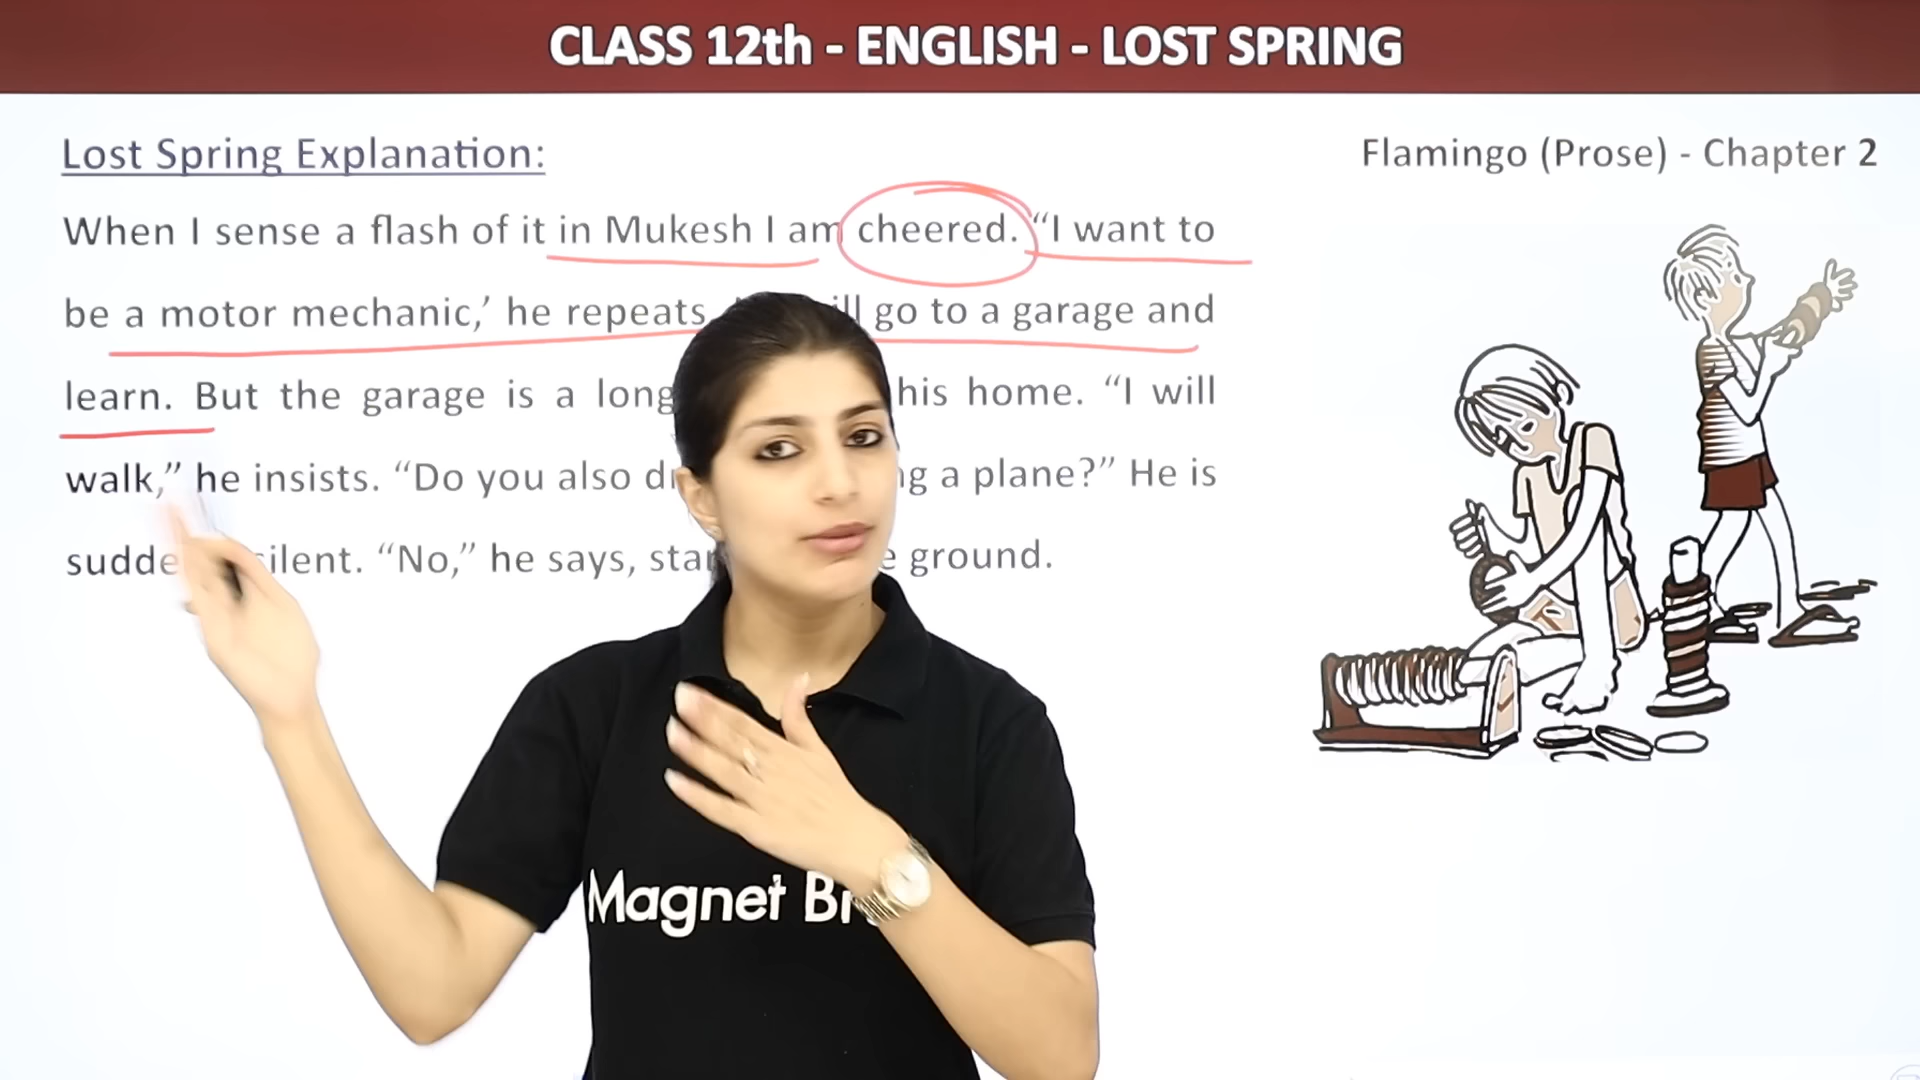 CLASS 12th - ENGLISH - LOST SPRING
Lost Spring Explanation:
Flamingo (Prose) - Chapter 2
When I sense a flash of it in Mukesh I am cheered. “I want to
be a motor mechanic,’ he repeats. go to a garage and
learn. But the garage is a long his home. “I will
walk,” he insists. “Do you also a plane?” He is
silent. “No,” he says, ground.
Magnet